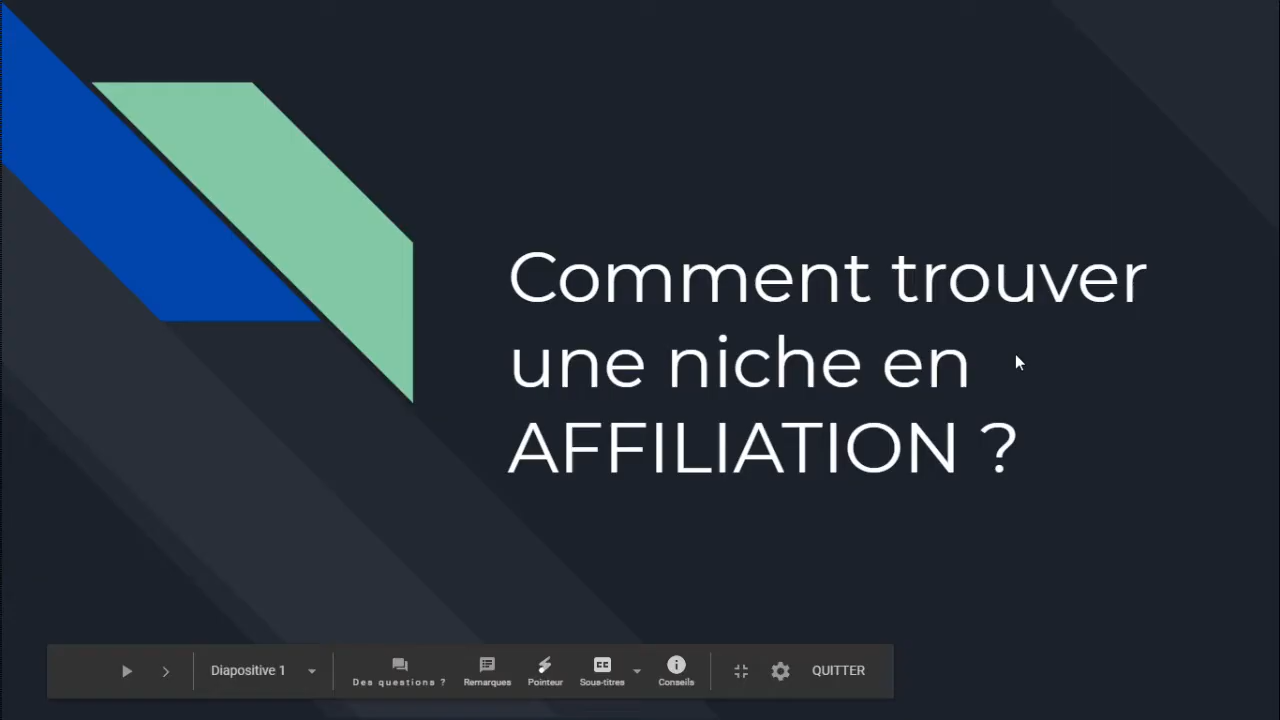 Comment trouver
une niche en
AFFILIATION ?
Diapositive 1
Des questions ?
Remarques
Pointeur
Sous-titres
Conseils
QUITTER